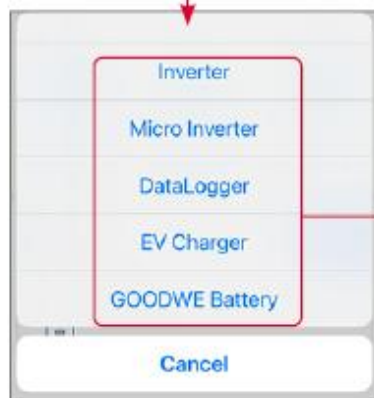 Inverter
Micro Inverter
DataLogger
EV Charger
GOODWE Battery
Cancel